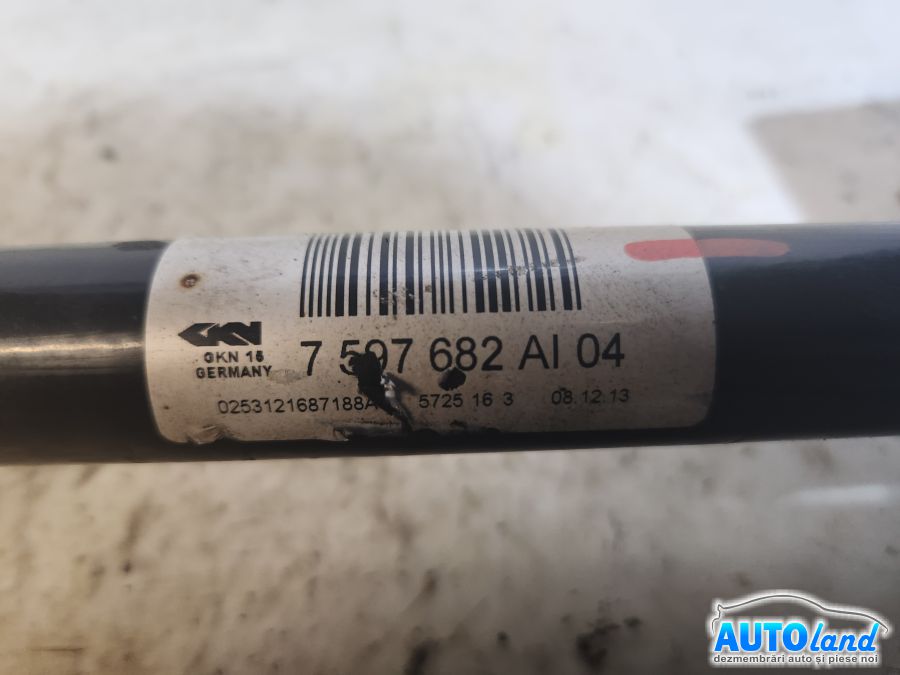 GKN
GKN 15
GERMANY
7 597 682 AI 04
0253121687188A 5725 16 3 08.12.13
AUTOland
dezmembrări auto și piese noi